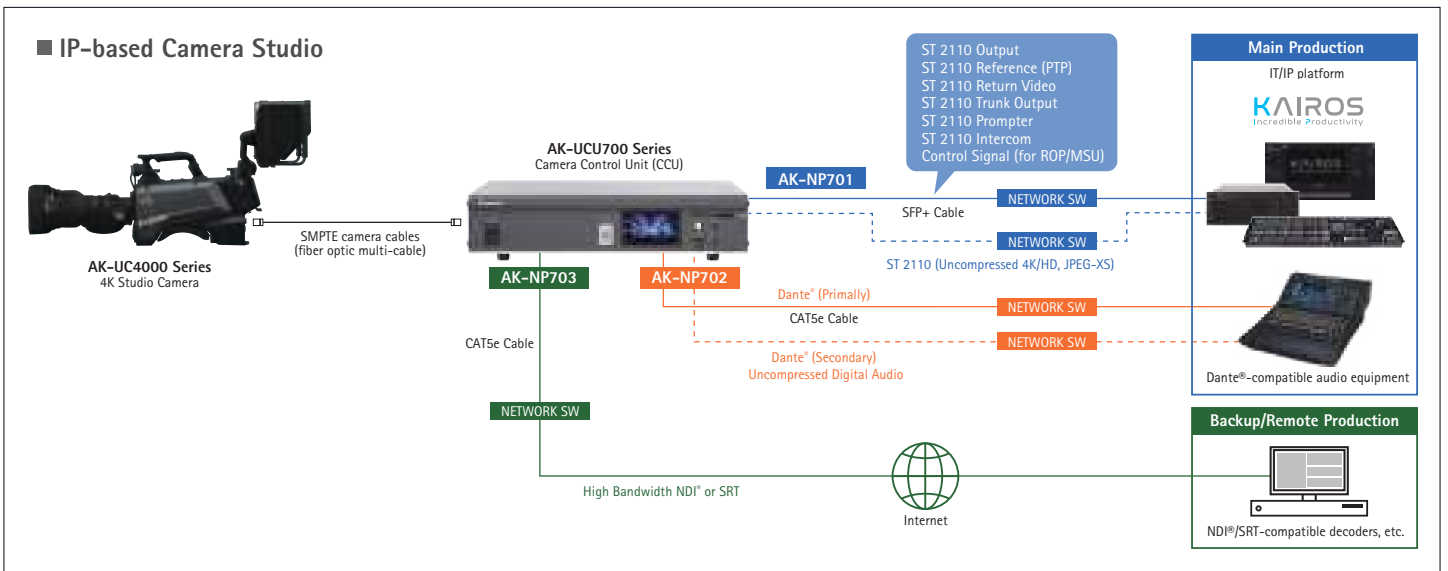 ■ IP-based Camera Studio
AK-UC4000 Series
4K Studio Camera
SMPTE camera cables
(fiber optic multi-cable)
AK-UCU700 Series
Camera Control Unit (CCU)
AK-NP701
ST 2110 Output
ST 2110 Reference (PTP)
ST 2110 Return Video
ST 2110 Trunk Output
ST 2110 Prompter
ST 2110 Intercom
Control Signal (for ROP/MSU)
NETWORK SW
SFP+ Cable
NETWORK SW
ST 2110 (Uncompressed 4K/HD, JPEG-XS)
AK-NP703
AK-NP702
Dante® (Primally)
NETWORK SW
CAT5e Cable
NETWORK SW
Dante® (Secondary)
Uncompressed Digital Audio
CAT5e Cable
NETWORK SW
High Bandwidth NDI® or SRT
Internet
Main Production
IT/IP platform
KAIROS
Incredible Productivity
KAIROS
Dante®-compatible audio equipment
Backup/Remote Production
NDI®/SRT-compatible decoders, etc.